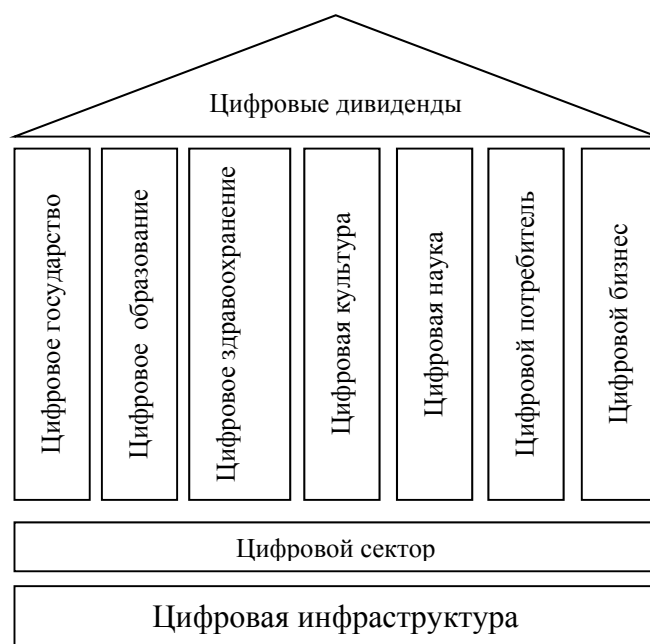 Цифровые дивиденды
Цифровое государство
Цифровое образование
Цифровое здравоохранение
Цифровая культура
Цифровая наука
Цифровой потребитель
Цифровой бизнес
Цифровой сектор
Цифровая инфраструктура